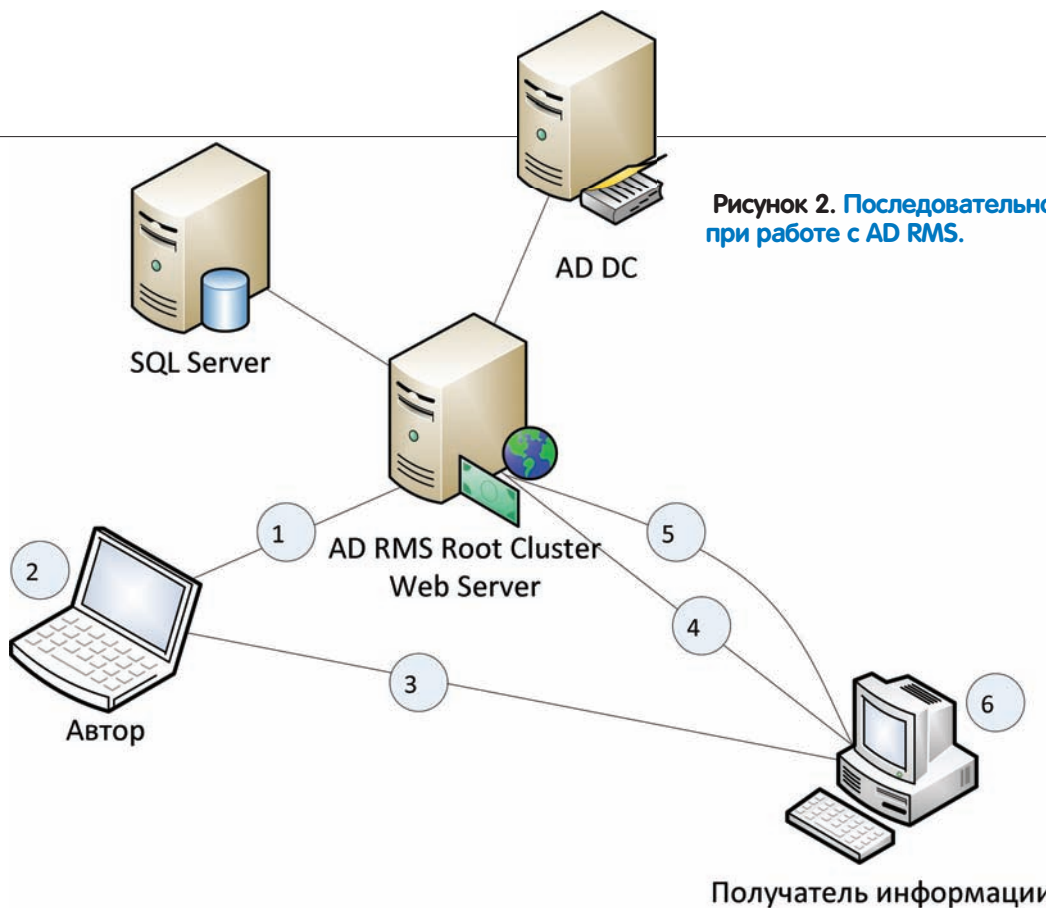 AD DC
Рисунок 2. Последовательно
при работе с AD RMS.
SQL Server
1
AD RMS Root Cluster
Web Server
5
2
4
3
Автор
6
Получатель информации